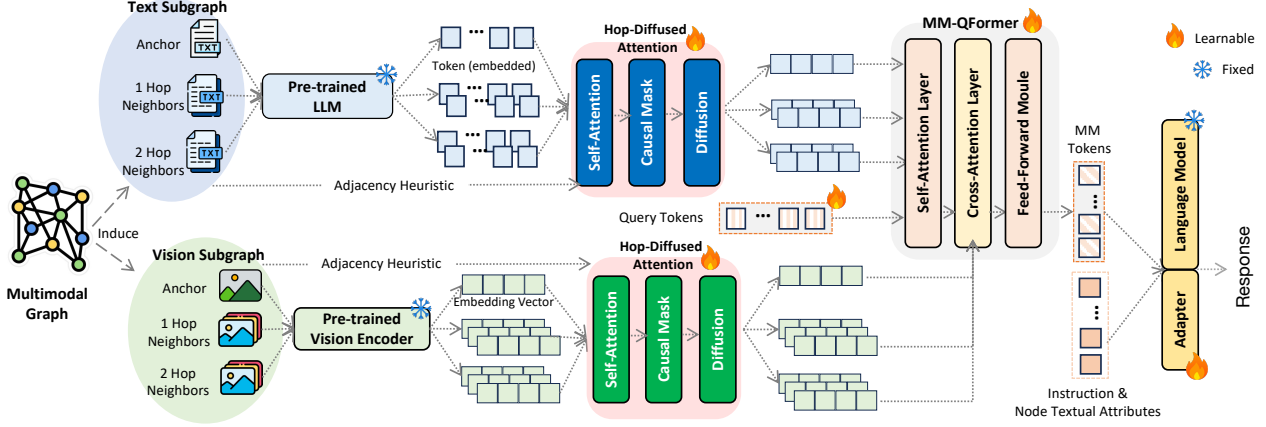 Text Subgraph
Anchor
TXT
1 Hop
Neighbors
TXT
2 Hop
Neighbors
TXT
Pre-trained
LLM
Token (embedded)
Hop-Diffused
Attention
Self-Attention
Causal Mask
Diffusion
MM-QFormer
Self-Attention Layer
Cross-Attention Layer
Feed-Forward Moule
Learnable
Fixed
Adjacency Heuristic
Query Tokens
Induce
Multimodal
Graph
Vision Subgraph
Anchor
1 Hop
Neighbors
2 Hop
Neighbors
Adjacency Heuristic
Pre-trained
Vision Encoder
Embedding Vector
Hop-Diffused
Attention
Self-Attention
Causal Mask
Diffusion
MM
Tokens
Instruction &
Node Textual Attributes
Language Model
Adapter
Response